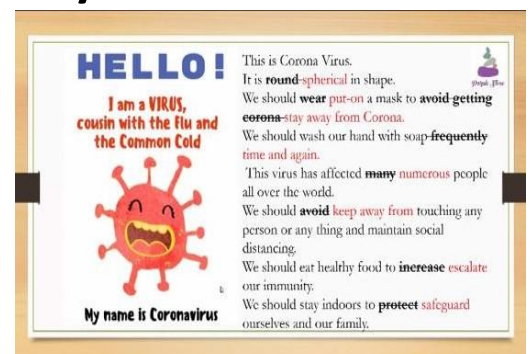 HELLO!
I am a VIRUS,
cousin with the Flu and
the Common Cold
My name is Coronavirus
This is Corona Virus.
It is round spherical in shape.
We should wear put-on a mask to avoid getting
corona stay away from Corona.
We should wash our hand with soap frequently
time and again.
This virus has affected many numerous people
all over the world.
We should avoid keep away from touching any
person or any thing and maintain social
distancing.
We should eat healthy food to increase escalate
our immunity.
We should stay indoors to protect safeguard
ourselves and our family.